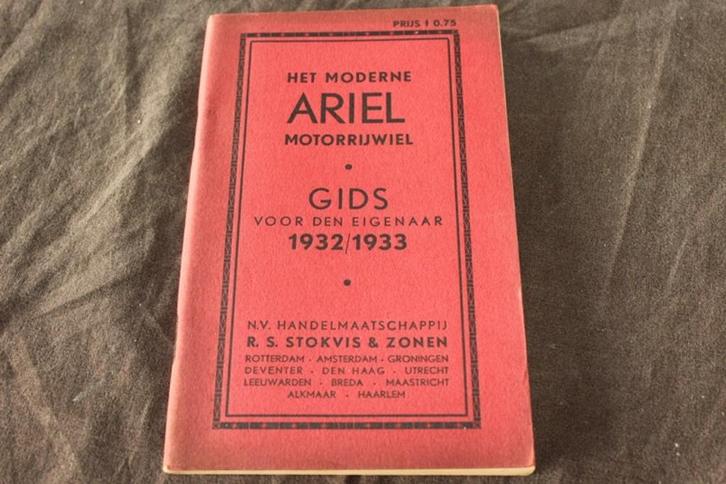 PRIJS f 0.75
HET MODERNE
ARIEL
MOTORRIJWIEL
GIDS
VOOR DEN EIGENAAR
1932/1933
N.V. HANDELMAATSCHAPPIJ
R. S. STOKVIS & ZONEN
ROTTERDAM · AMSTERDAM · GRONINGEN
DEVENTER · DEN HAAG · UTRECHT
LEEUWARDEN · BREDA · MAASTRICHT
ALKMAAR · HAARLEM